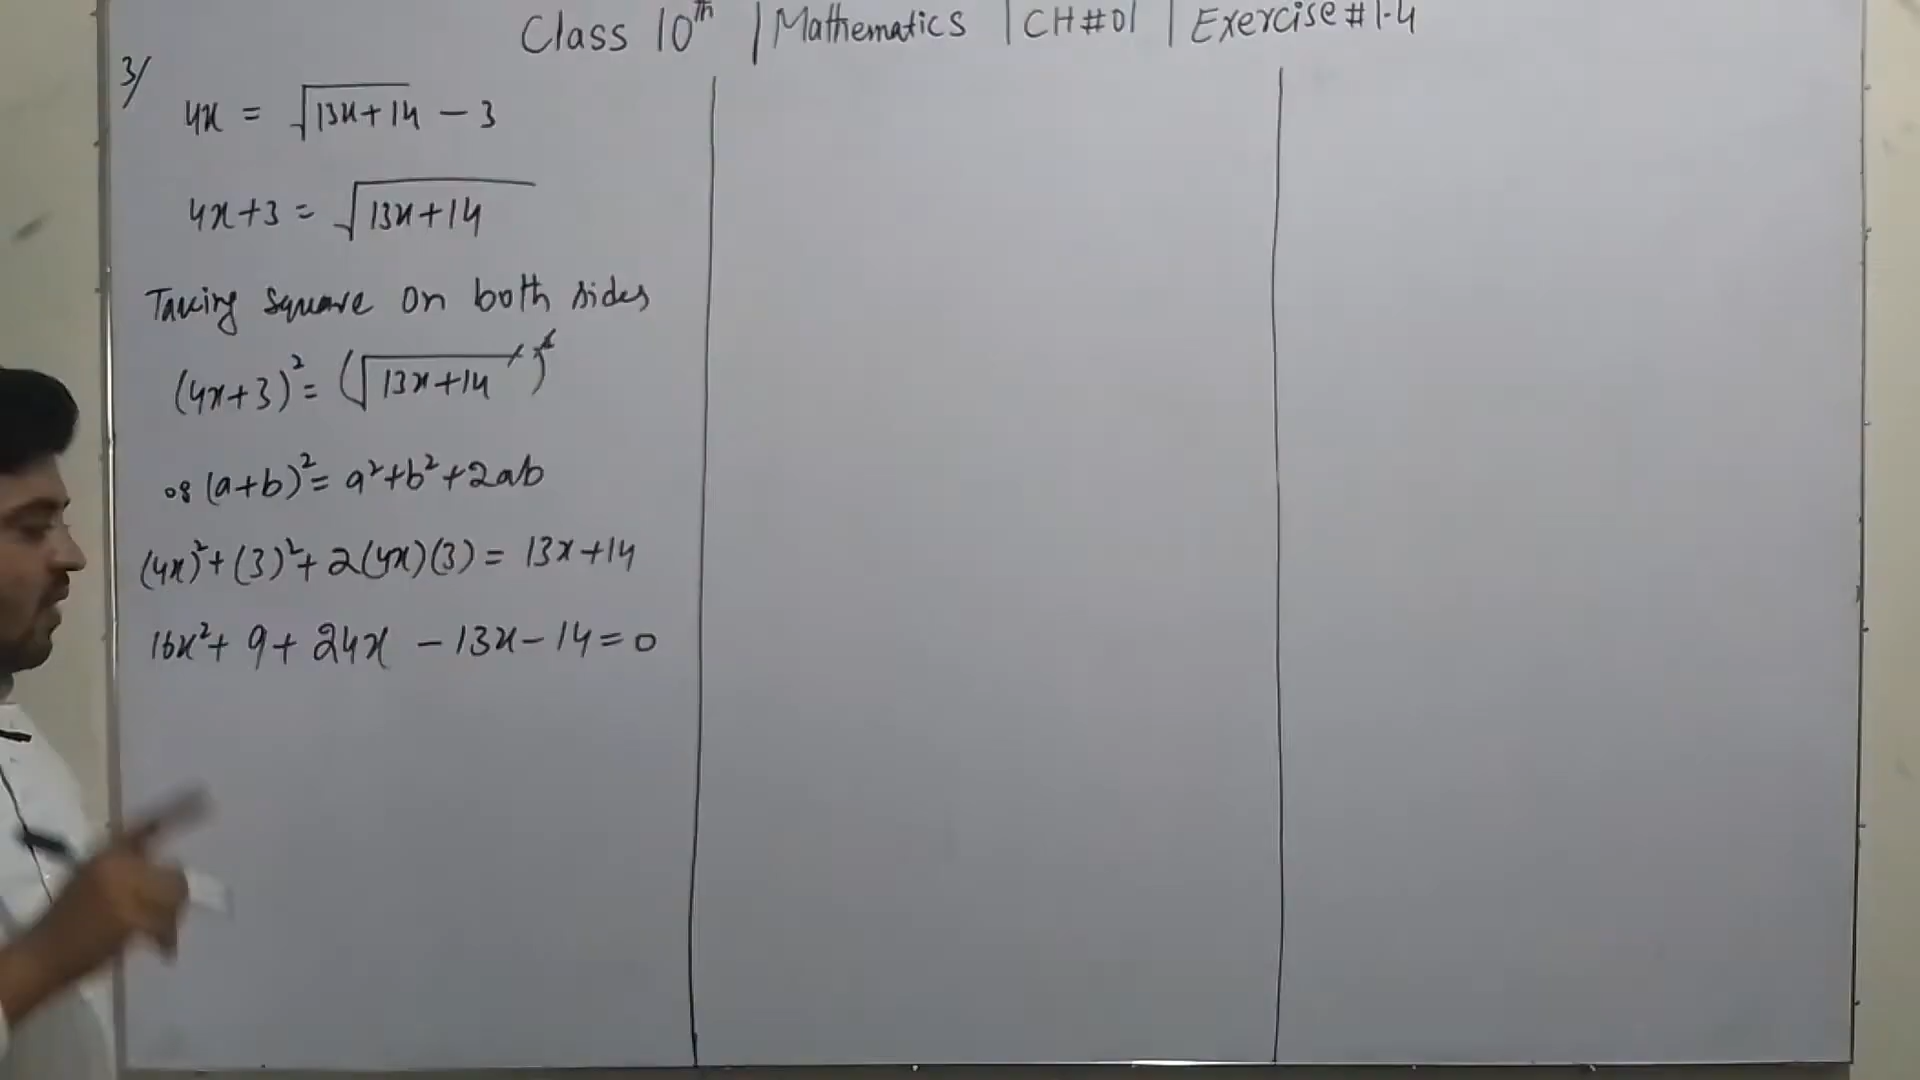 Class 10th | Mathematics | CH#01 | Exercise #1.4
3/
4x = √13x+14 - 3
4x+3 = √13x+14
Taking square on both sides
(4x+3)² = (√13x+14)²
∵ (a+b)² = a²+b²+2ab
(4x)²+(3)²+2(4x)(3) = 13x+14
16x²+9+24x -13x-14=0